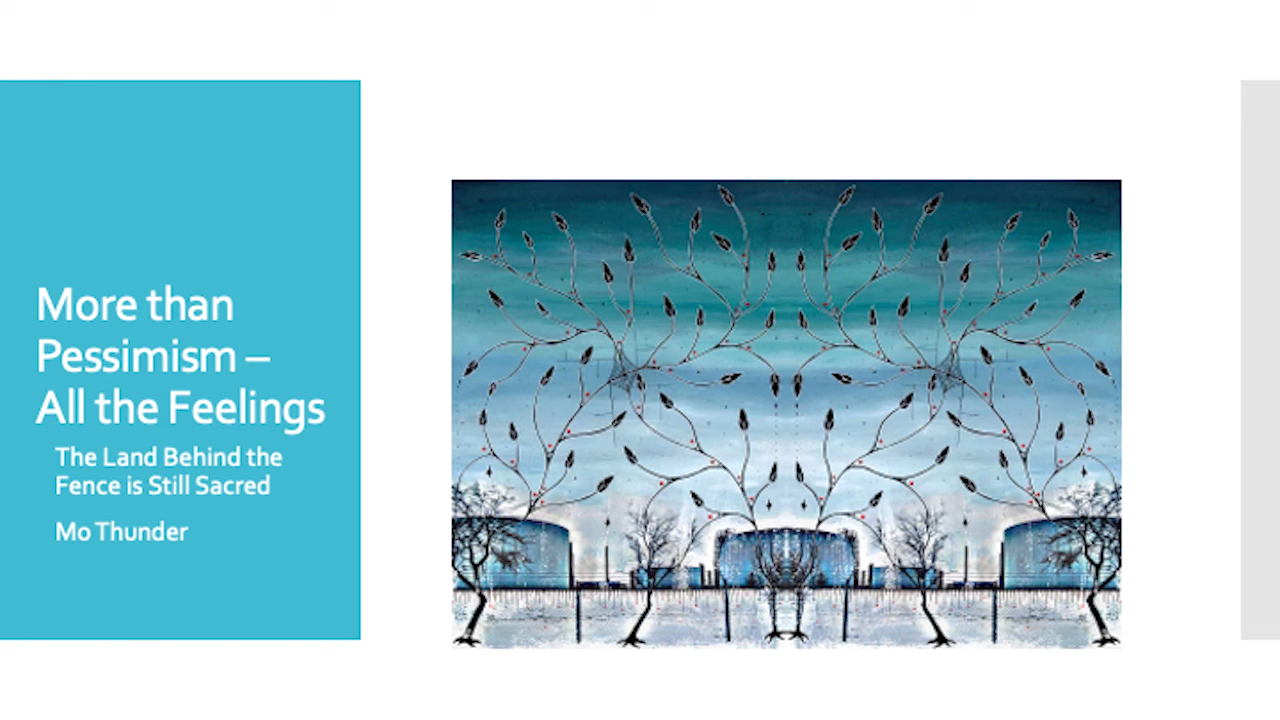 More than
Pessimism –
All the Feelings
The Land Behind the
Fence is Still Sacred
Mo Thunder